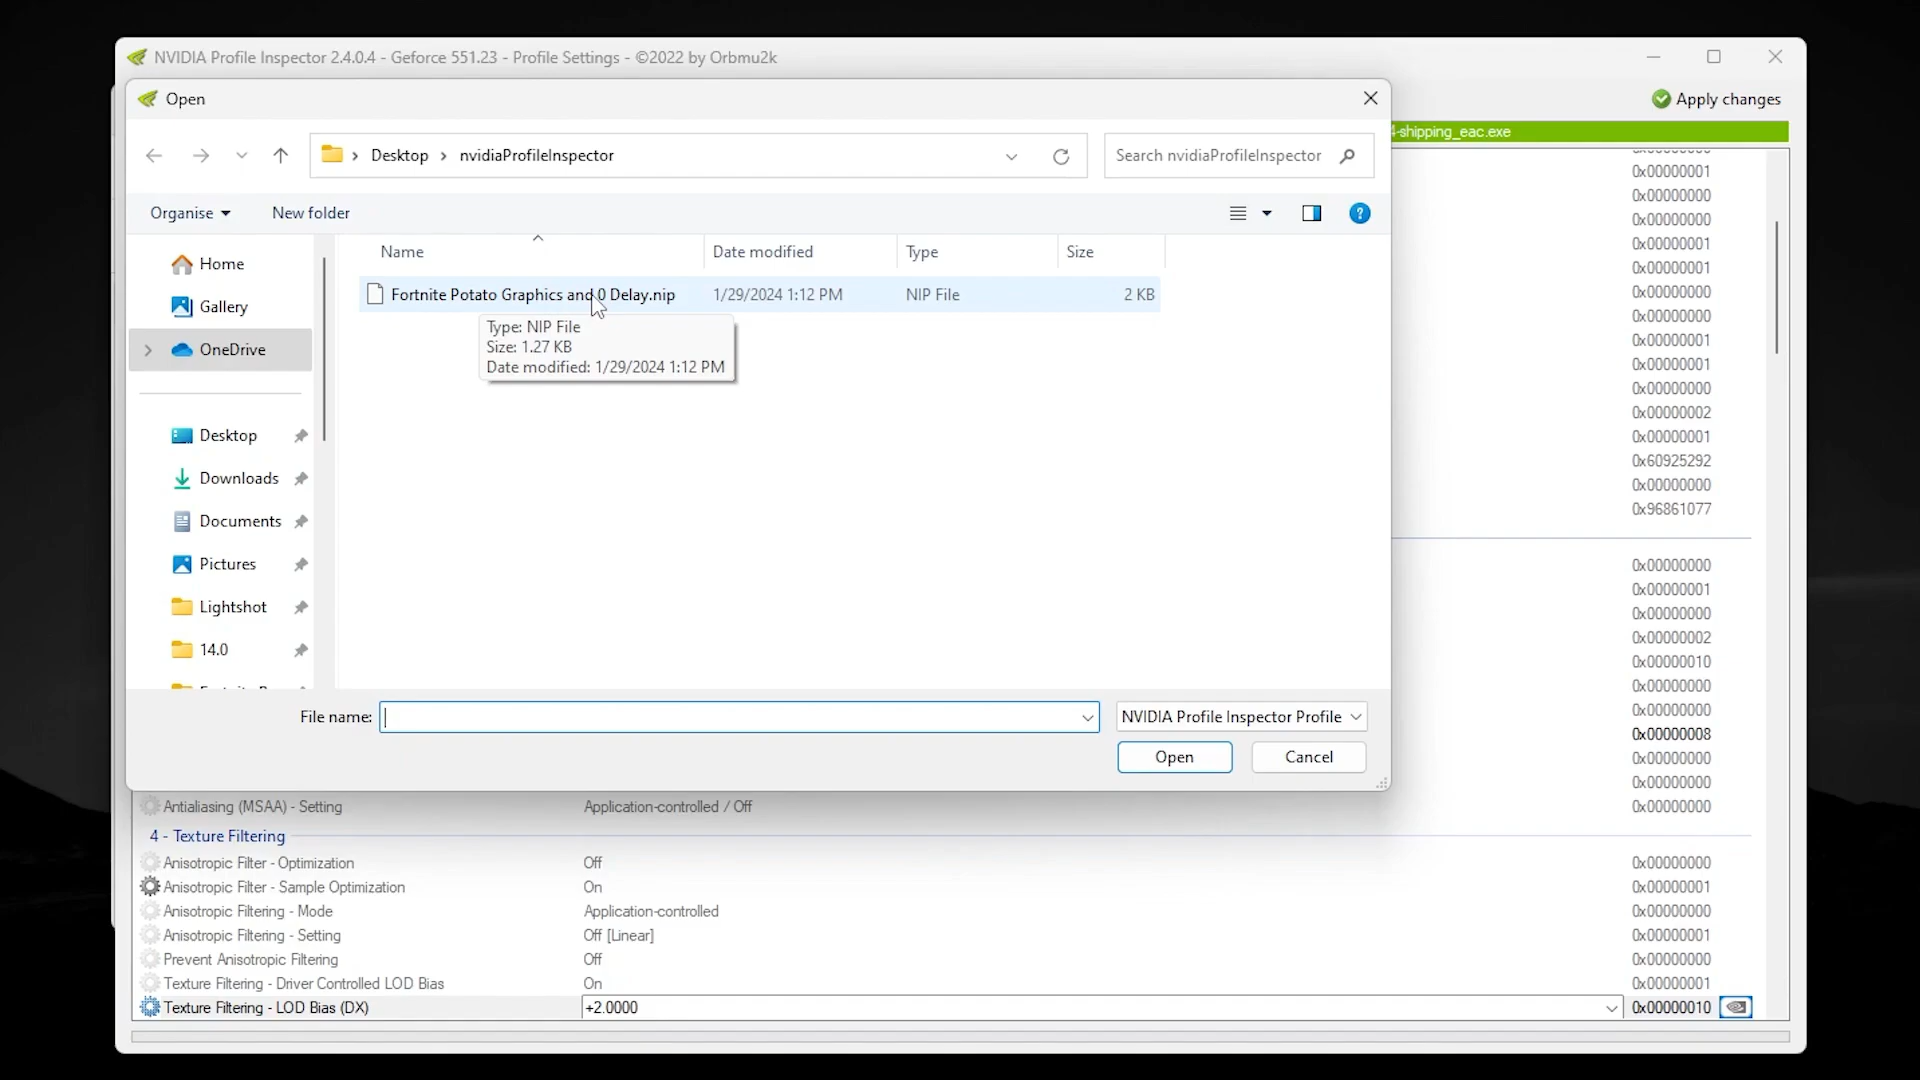 NVIDIA Profile Inspector 2.4.0.4 - Geforce 551.23 - Profile Settings - ©2022 by Orbmu2k
Open
Apply changes
-shipping_eac.exe
Desktop
nvidiaProfileInspector
Search nvidiaProfileInspector
Organise
New folder
Name
Date modified
Type
Size
Fortnite Potato Graphics and 0 Delay.nip
1/29/2024 1:12 PM
NIP File
2 KB
Type: NIP File
Size: 1.27 KB
Date modified: 1/29/2024 1:12 PM
Home
Gallery
OneDrive
Desktop
Downloads
Documents
Pictures
Lightshot
14.0
File name:
NVIDIA Profile Inspector Profile
Open
Cancel
0x00000001
0x00000000
0x00000000
0x00000001
0x00000001
0x00000000
0x00000000
0x00000001
0x00000001
0x00000000
0x00000002
0x00000001
0x60925292
0x00000000
0x96861077
0x00000000
0x00000001
0x00000000
0x00000002
0x00000010
0x00000000
0x00000000
0x00000008
0x00000000
0x00000000
Antialiasing (MSAA) - Setting Application-controlled / Off 0x00000000
4 - Texture Filtering
Anisotropic Filter - Optimization Off 0x00000000
Anisotropic Filter - Sample Optimization On 0x00000001
Anisotropic Filtering - Mode Application-controlled 0x00000000
Anisotropic Filtering - Setting Off [Linear] 0x00000001
Prevent Anisotropic Filtering Off 0x00000000
Texture Filtering - Driver Controlled LOD Bias On 0x00000001
Texture Filtering - LOD Bias (DX) +2.0000 0x00000010